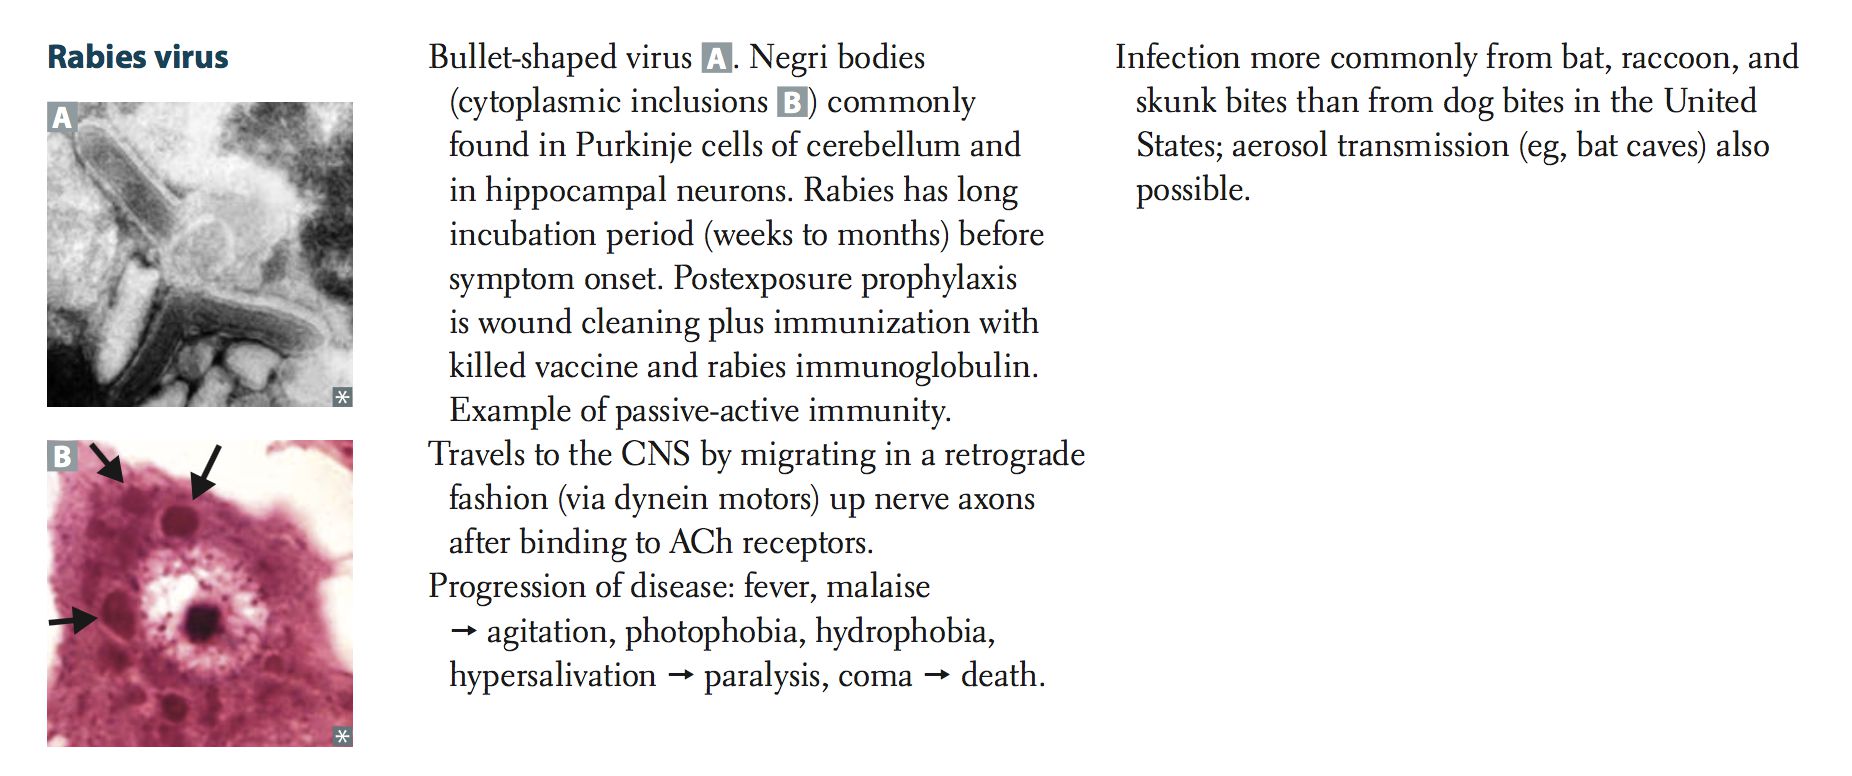 Rabies virus
A
*
B
*
Bullet-shaped virus A. Negri bodies
(cytoplasmic inclusions B) commonly
found in Purkinje cells of cerebellum and
in hippocampal neurons. Rabies has long
incubation period (weeks to months) before
symptom onset. Postexposure prophylaxis
is wound cleaning plus immunization with
killed vaccine and rabies immunoglobulin.
Example of passive-active immunity.
Travels to the CNS by migrating in a retrograde
fashion (via dynein motors) up nerve axons
after binding to ACh receptors.
Progression of disease: fever, malaise
→ agitation, photophobia, hydrophobia,
hypersalivation → paralysis, coma → death.
Infection more commonly from bat, raccoon, and
skunk bites than from dog bites in the United
States; aerosol transmission (eg, bat caves) also
possible.